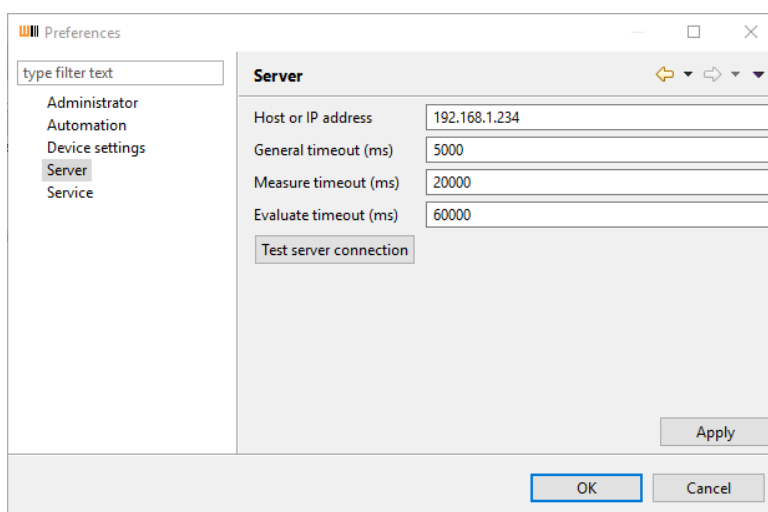 Preferences
type filter text
Administrator
Automation
Device settings
Server
Service
Server
Host or IP address 192.168.1.234
General timeout (ms) 5000
Measure timeout (ms) 20000
Evaluate timeout (ms) 60000
Test server connection
Apply
OK Cancel